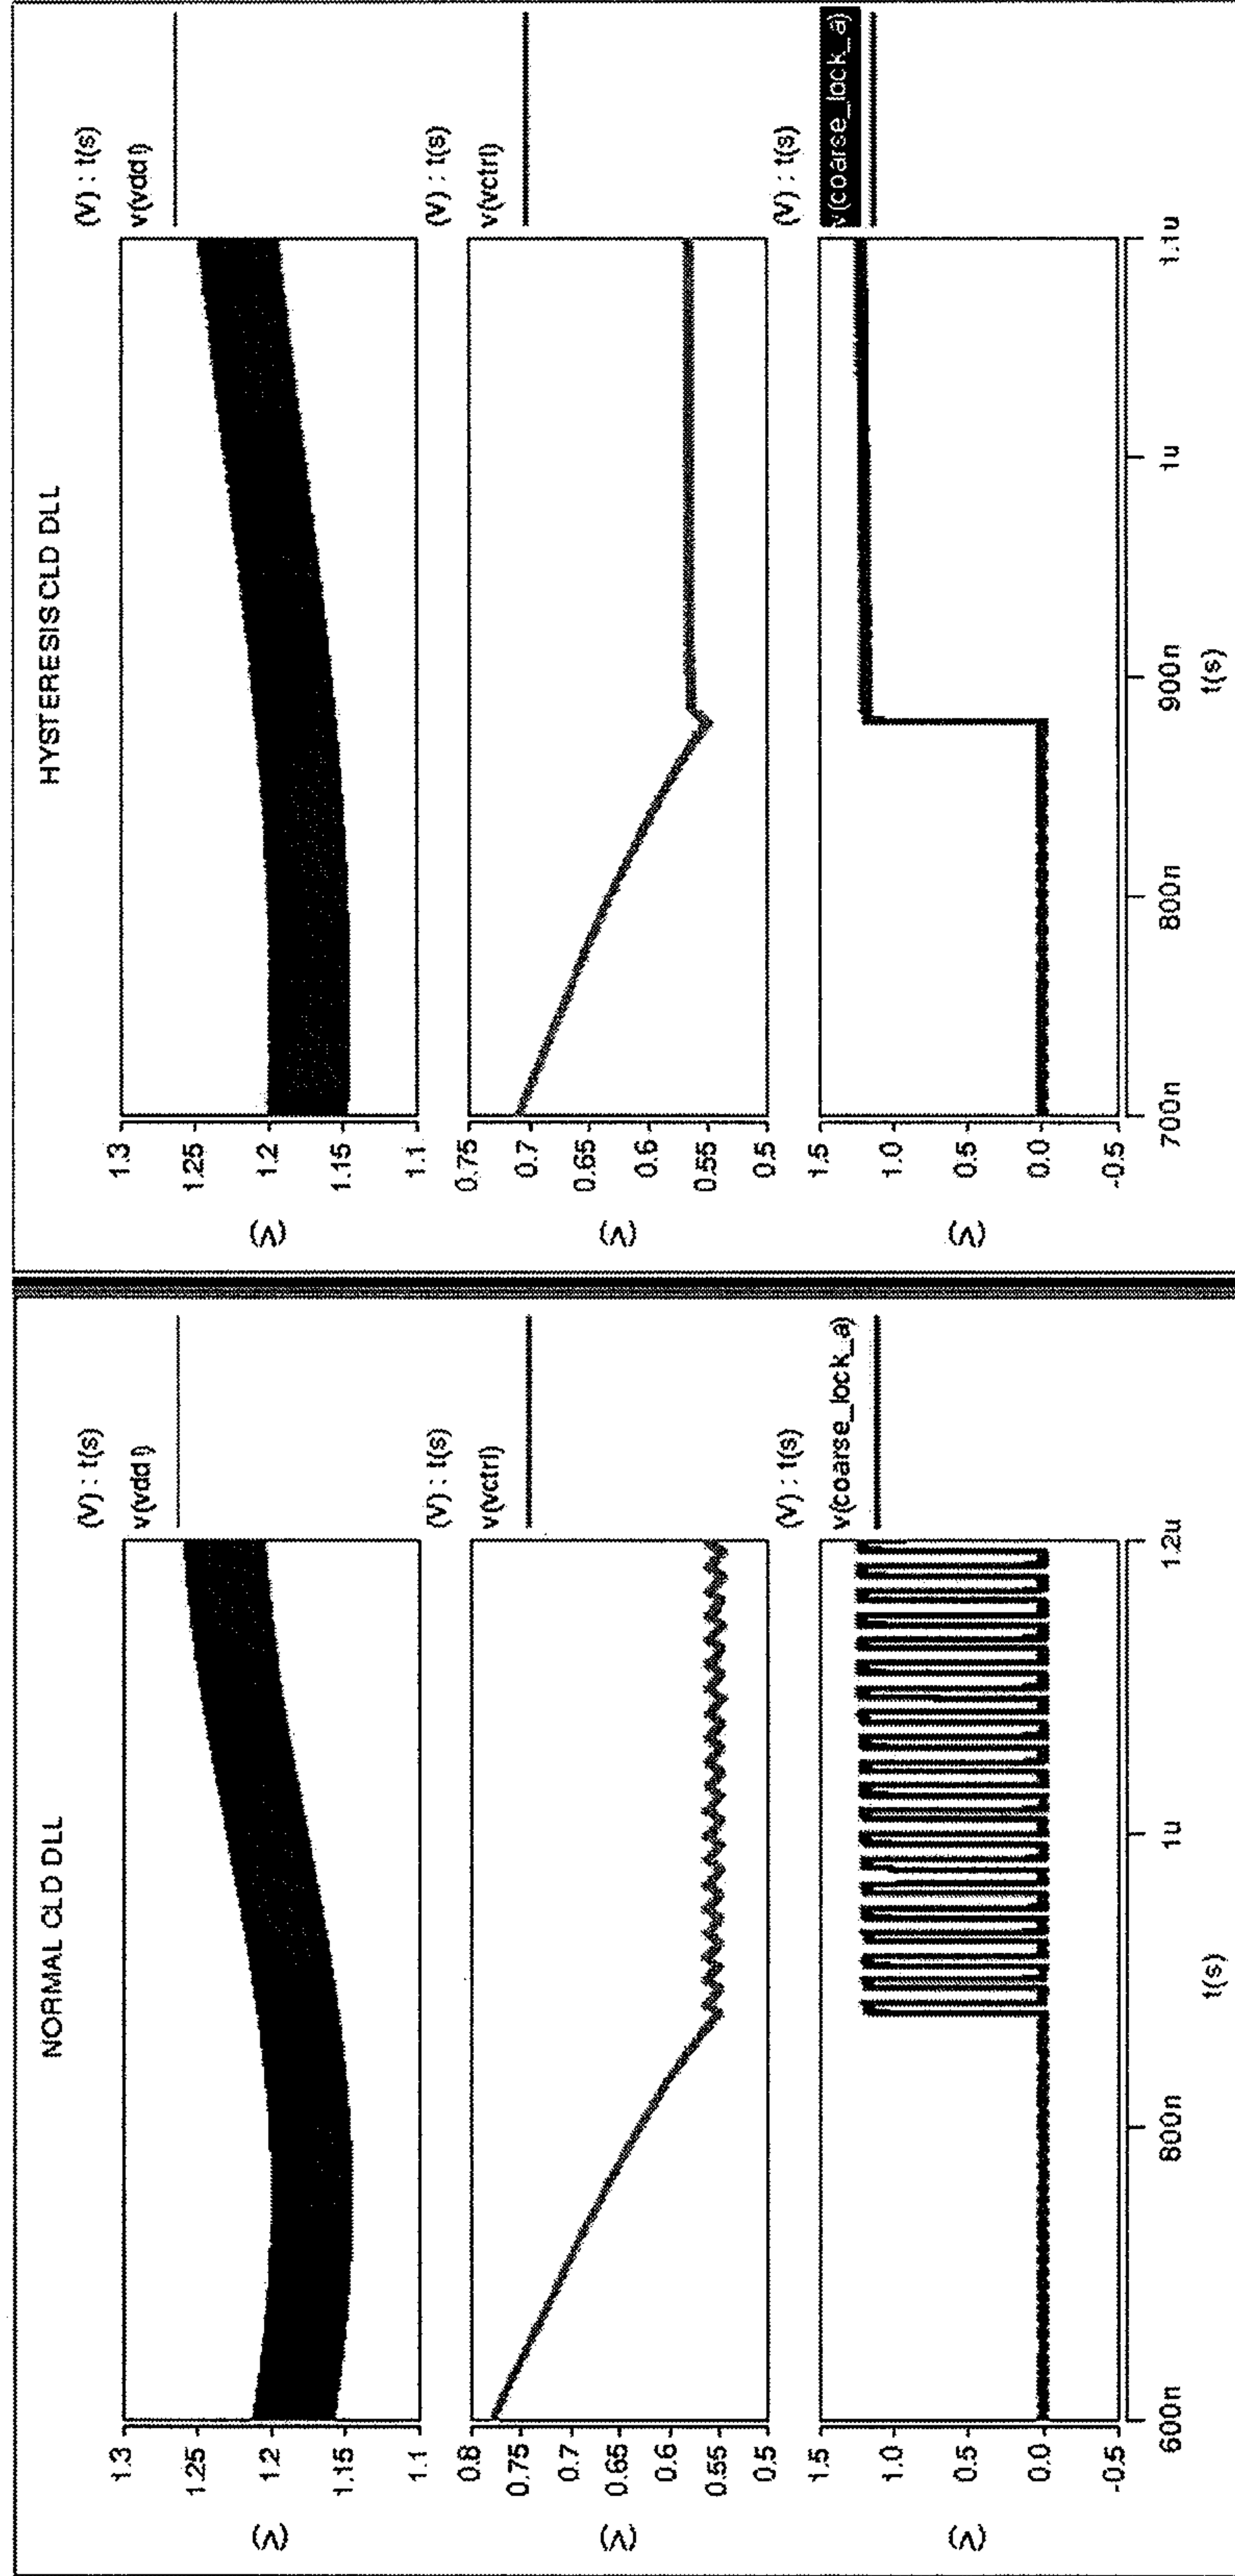 NORMAL CLD DLL
(V) : t(s)
v(vdd!)
1.3
1.25
1.2
1.15
1.1
(V)
(V) : t(s)
v(vctrl)
0.8
0.75
0.7
0.65
0.6
0.55
0.5
(V)
(V) : t(s)
v(coarse_lock_a)
1.5
1.0
0.5
0.0
-0.5
(V)
600n
800n
1u
1.2u
t(s)
HYSTERESIS CLD DLL
(V) : t(s)
v(vdd!)
1.3
1.25
1.2
1.15
1.1
(V)
(V) : t(s)
v(vctrl)
0.75
0.7
0.65
0.6
0.55
0.5
(V)
(V) : t(s)
v(coarse_lock_a)
1.5
1.0
0.5
0.0
-0.5
(V)
700n
800n
900n
1u
1.1u
t(s)